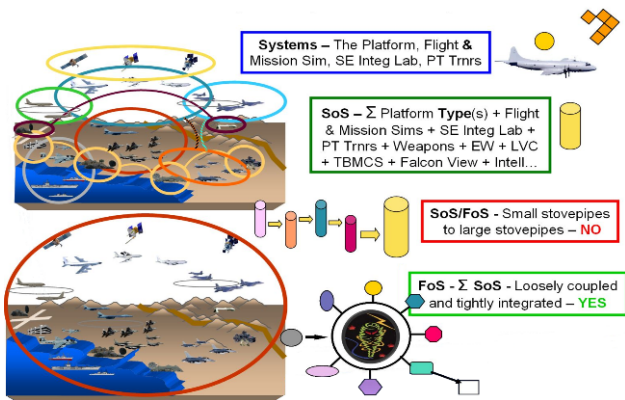 Systems – The Platform, Flight &
Mission Sim, SE Integ Lab, PT Trnrs
SoS – Σ Platform Type(s) + Flight
& Mission Sims + SE Integ Lab +
PT Trnrs + Weapons + EW + LVC
+ TBMCS + Falcon View + Intell...
SoS/FoS - Small stovepipes
to large stovepipes – NO
FoS - Σ SoS - Loosely coupled
and tightly integrated – YES